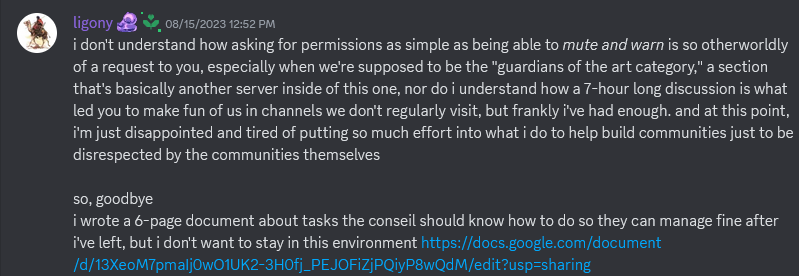 ligony 08/15/2023 12:52 PM
i don't understand how asking for permissions as simple as being able to mute and warn is so otherworldly
of a request to you, especially when we're supposed to be the "guardians of the art category," a section
that's basically another server inside of this one, nor do i understand how a 7-hour long discussion is what
led you to make fun of us in channels we don't regularly visit, but frankly i've had enough. and at this point,
i'm just disappointed and tired of putting so much effort into what i do to help build communities just to be
disrespected by the communities themselves
so, goodbye
i wrote a 6-page document about tasks the conseil should know how to do so they can manage fine after
i've left, but i don't want to stay in this environment https://docs.google.com/document
/d/13XeoM7pmaIj0wO1UK2-3H0fj_PEJOFiZjPQiyP8wQdM/edit?usp=sharing